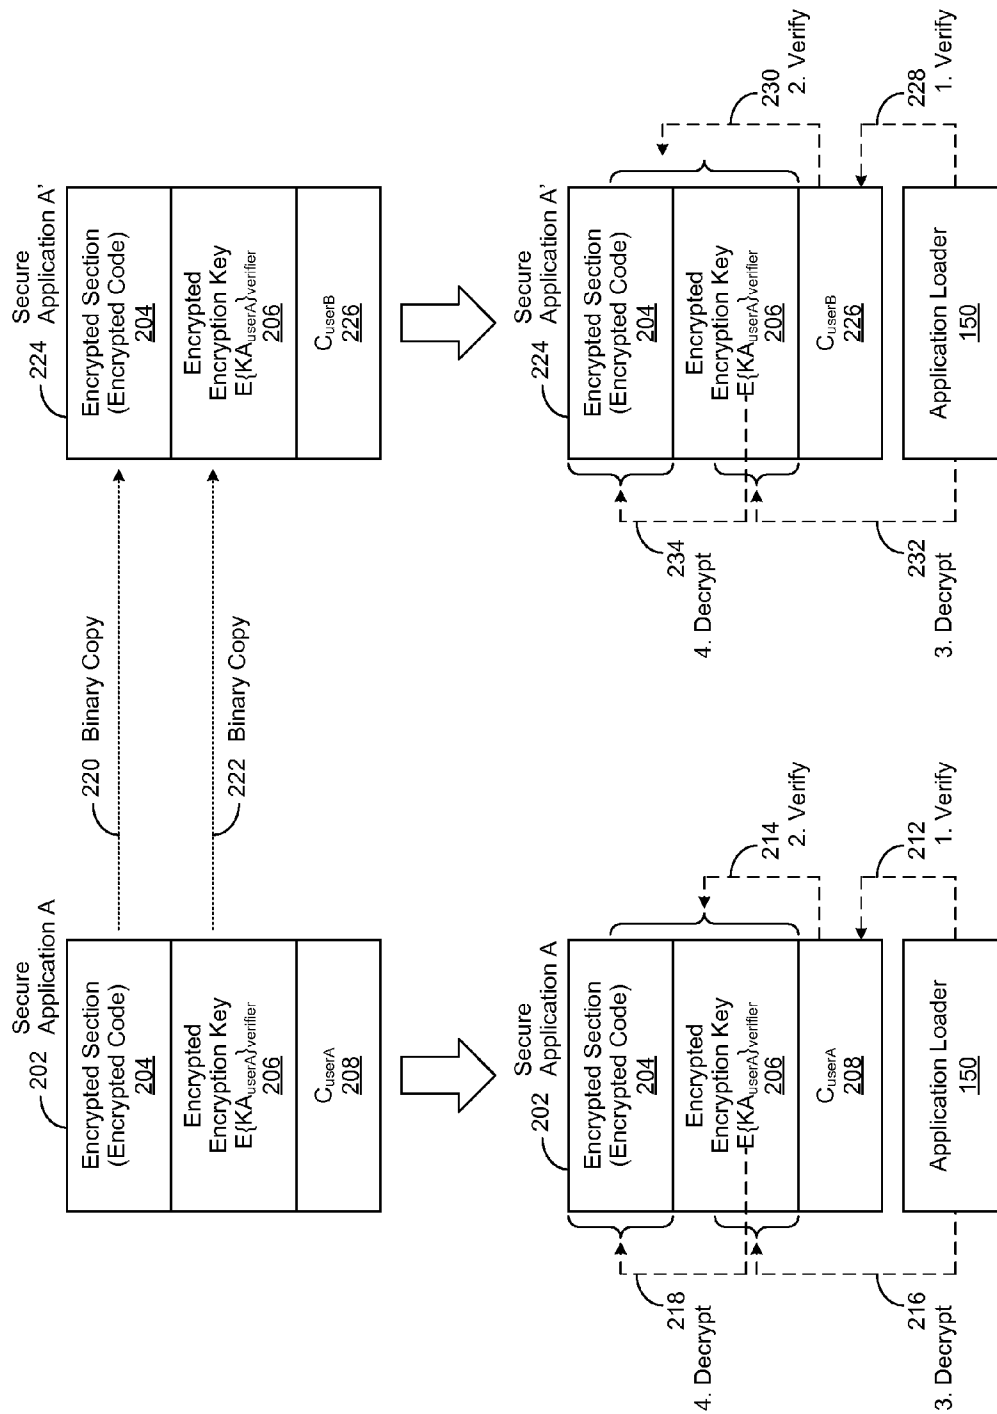 202
Secure
Application A
Encrypted Section
(Encrypted Code)
204
Encrypted
Encryption Key
E{KAuserA}verifier
206
CuserA
208
220 Binary Copy
222 Binary Copy
224
Secure
Application A'
Encrypted Section
(Encrypted Code)
204
Encrypted
Encryption Key
E{KAuserA}verifier
206
CuserB
226
202
Secure
Application A
Encrypted Section
(Encrypted Code)
204
Encrypted
Encryption Key
E{KAuserA}verifier
206
CuserA
208
Application Loader
150
218
4. Decrypt
216
3. Decrypt
214
2. Verify
212
1. Verify
224
Secure
Application A'
Encrypted Section
(Encrypted Code)
204
Encrypted
Encryption Key
E{KAuserA}verifier
206
CuserB
226
Application Loader
150
234
4. Decrypt
232
3. Decrypt
230
2. Verify
228
1. Verify